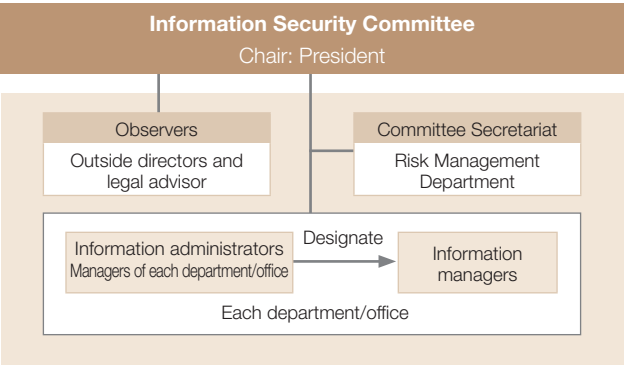 Information Security Committee
Chair: President
Observers
Outside directors and
legal advisor
Committee Secretariat
Risk Management
Department
Information administrators
Managers of each department/office
Designate
Information
managers
Each department/office